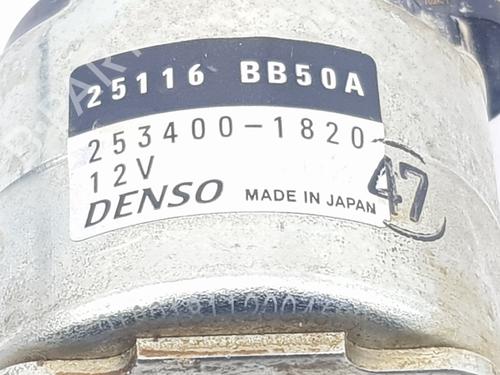 25116 BB50A
253400-1820
12V
DENSO MADE IN JAPAN
47